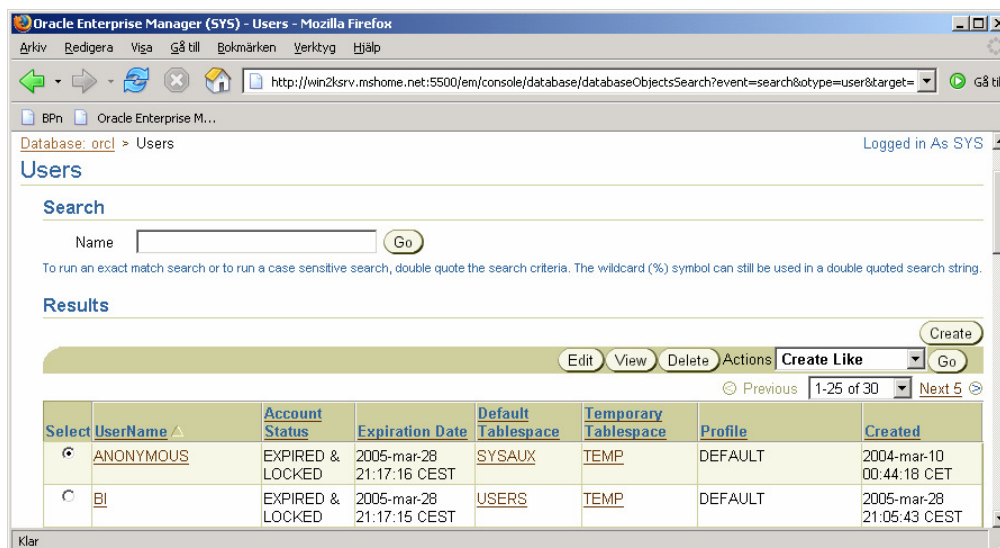 Oracle Enterprise Manager (SYS) - Users - Mozilla Firefox
Arkiv Redigera Visa Gå till Bokmärken Verktyg Hjälp
http://win2ksrv.mshome.net:5500/em/console/database/databaseObjectsSearch?event=search&otype=user&target= Gå til
BPn Oracle Enterprise M...
Database: orcl > Users Logged in As SYS
Users
Search
Name Go
To run an exact match search or to run a case sensitive search, double quote the search criteria. The wildcard (%) symbol can still be used in a double quoted search string.
Results
Create
Edit View Delete Actions Create Like Go
Previous 1-25 of 30 Next 5
Select UserName Account Status Expiration Date Default Tablespace Temporary Tablespace Profile Created
ANONYMOUS EXPIRED & LOCKED 2005-mar-28 21:17:16 CEST SYSAUX TEMP DEFAULT 2004-mar-10 00:44:18 CET
BI EXPIRED & LOCKED 2005-mar-28 21:17:15 CEST USERS TEMP DEFAULT 2005-mar-28 21:05:43 CEST
Klar